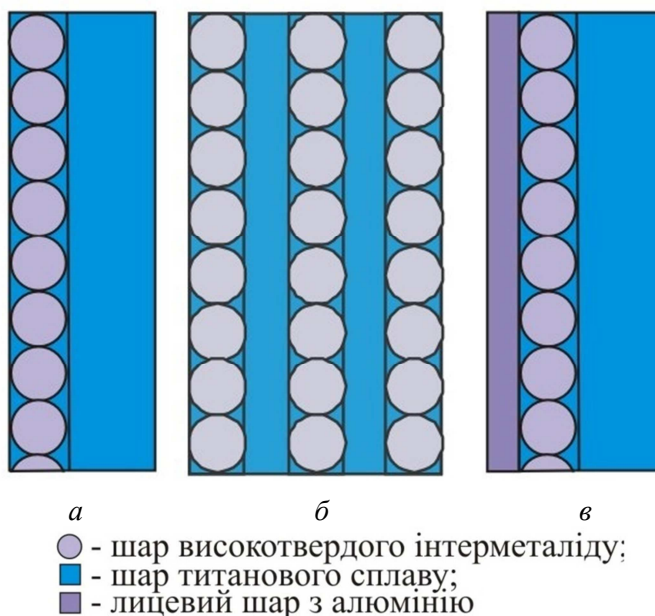 а б в
- шар високотвердого інтерметаліду;
- шар титанового сплаву;
- лицевий шар з алюмінію